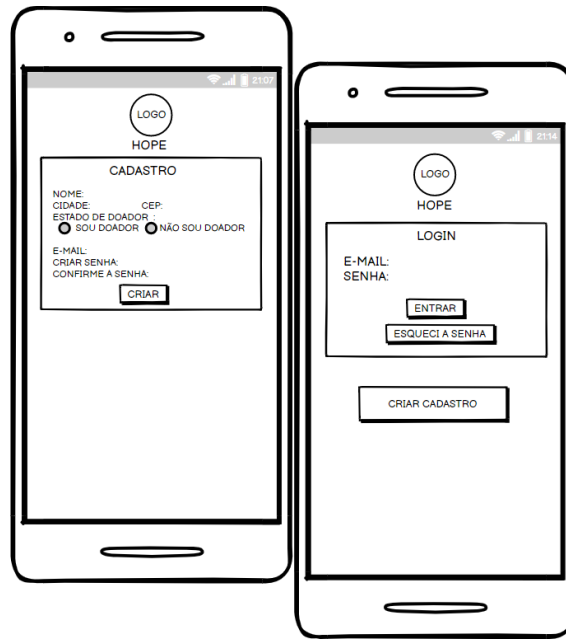 21:07
LOGO
HOPE
CADASTRO
NOME:
CIDADE: CEP:
ESTADO DE DOADOR :
SOU DOADOR NÃO SOU DOADOR
E-MAIL:
CRIAR SENHA:
CONFIRME A SENHA:
CRIAR
21:14
LOGO
HOPE
LOGIN
E-MAIL:
SENHA:
ENTRAR
ESQUECI A SENHA
CRIAR CADASTRO